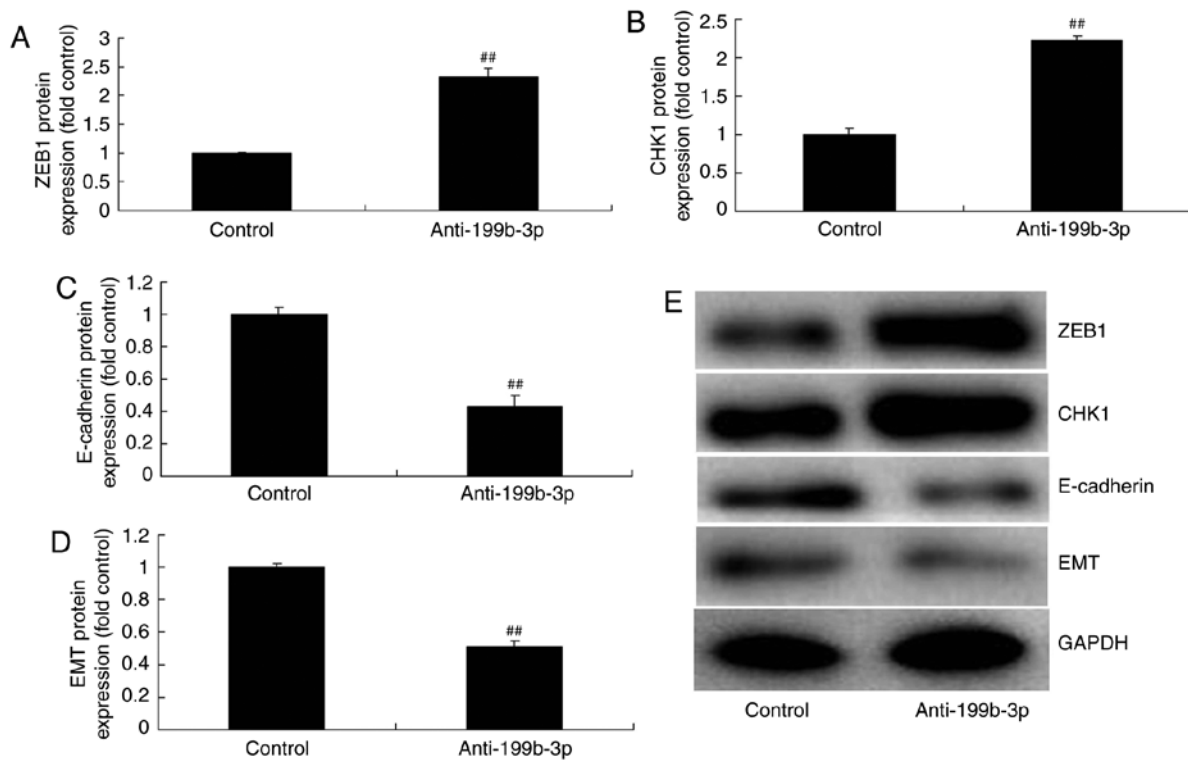 A
ZEB1 protein
expression (fold control)
3
2.5
2
1.5
1
0.5
0
##
Control
Anti-199b-3p
B
CHK1 protein
expression (fold control)
2.5
2
1.5
1
0.5
0
##
Control
Anti-199b-3p
C
E-cadherin protein
expression (fold control)
1.2
1
0.8
0.6
0.4
0.2
0
##
Control
Anti-199b-3p
D
EMT protein
expression (fold control)
1.2
1
0.8
0.6
0.4
0.2
0
##
Control
Anti-199b-3p
E
ZEB1
CHK1
E-cadherin
EMT
GAPDH
Control
Anti-199b-3p